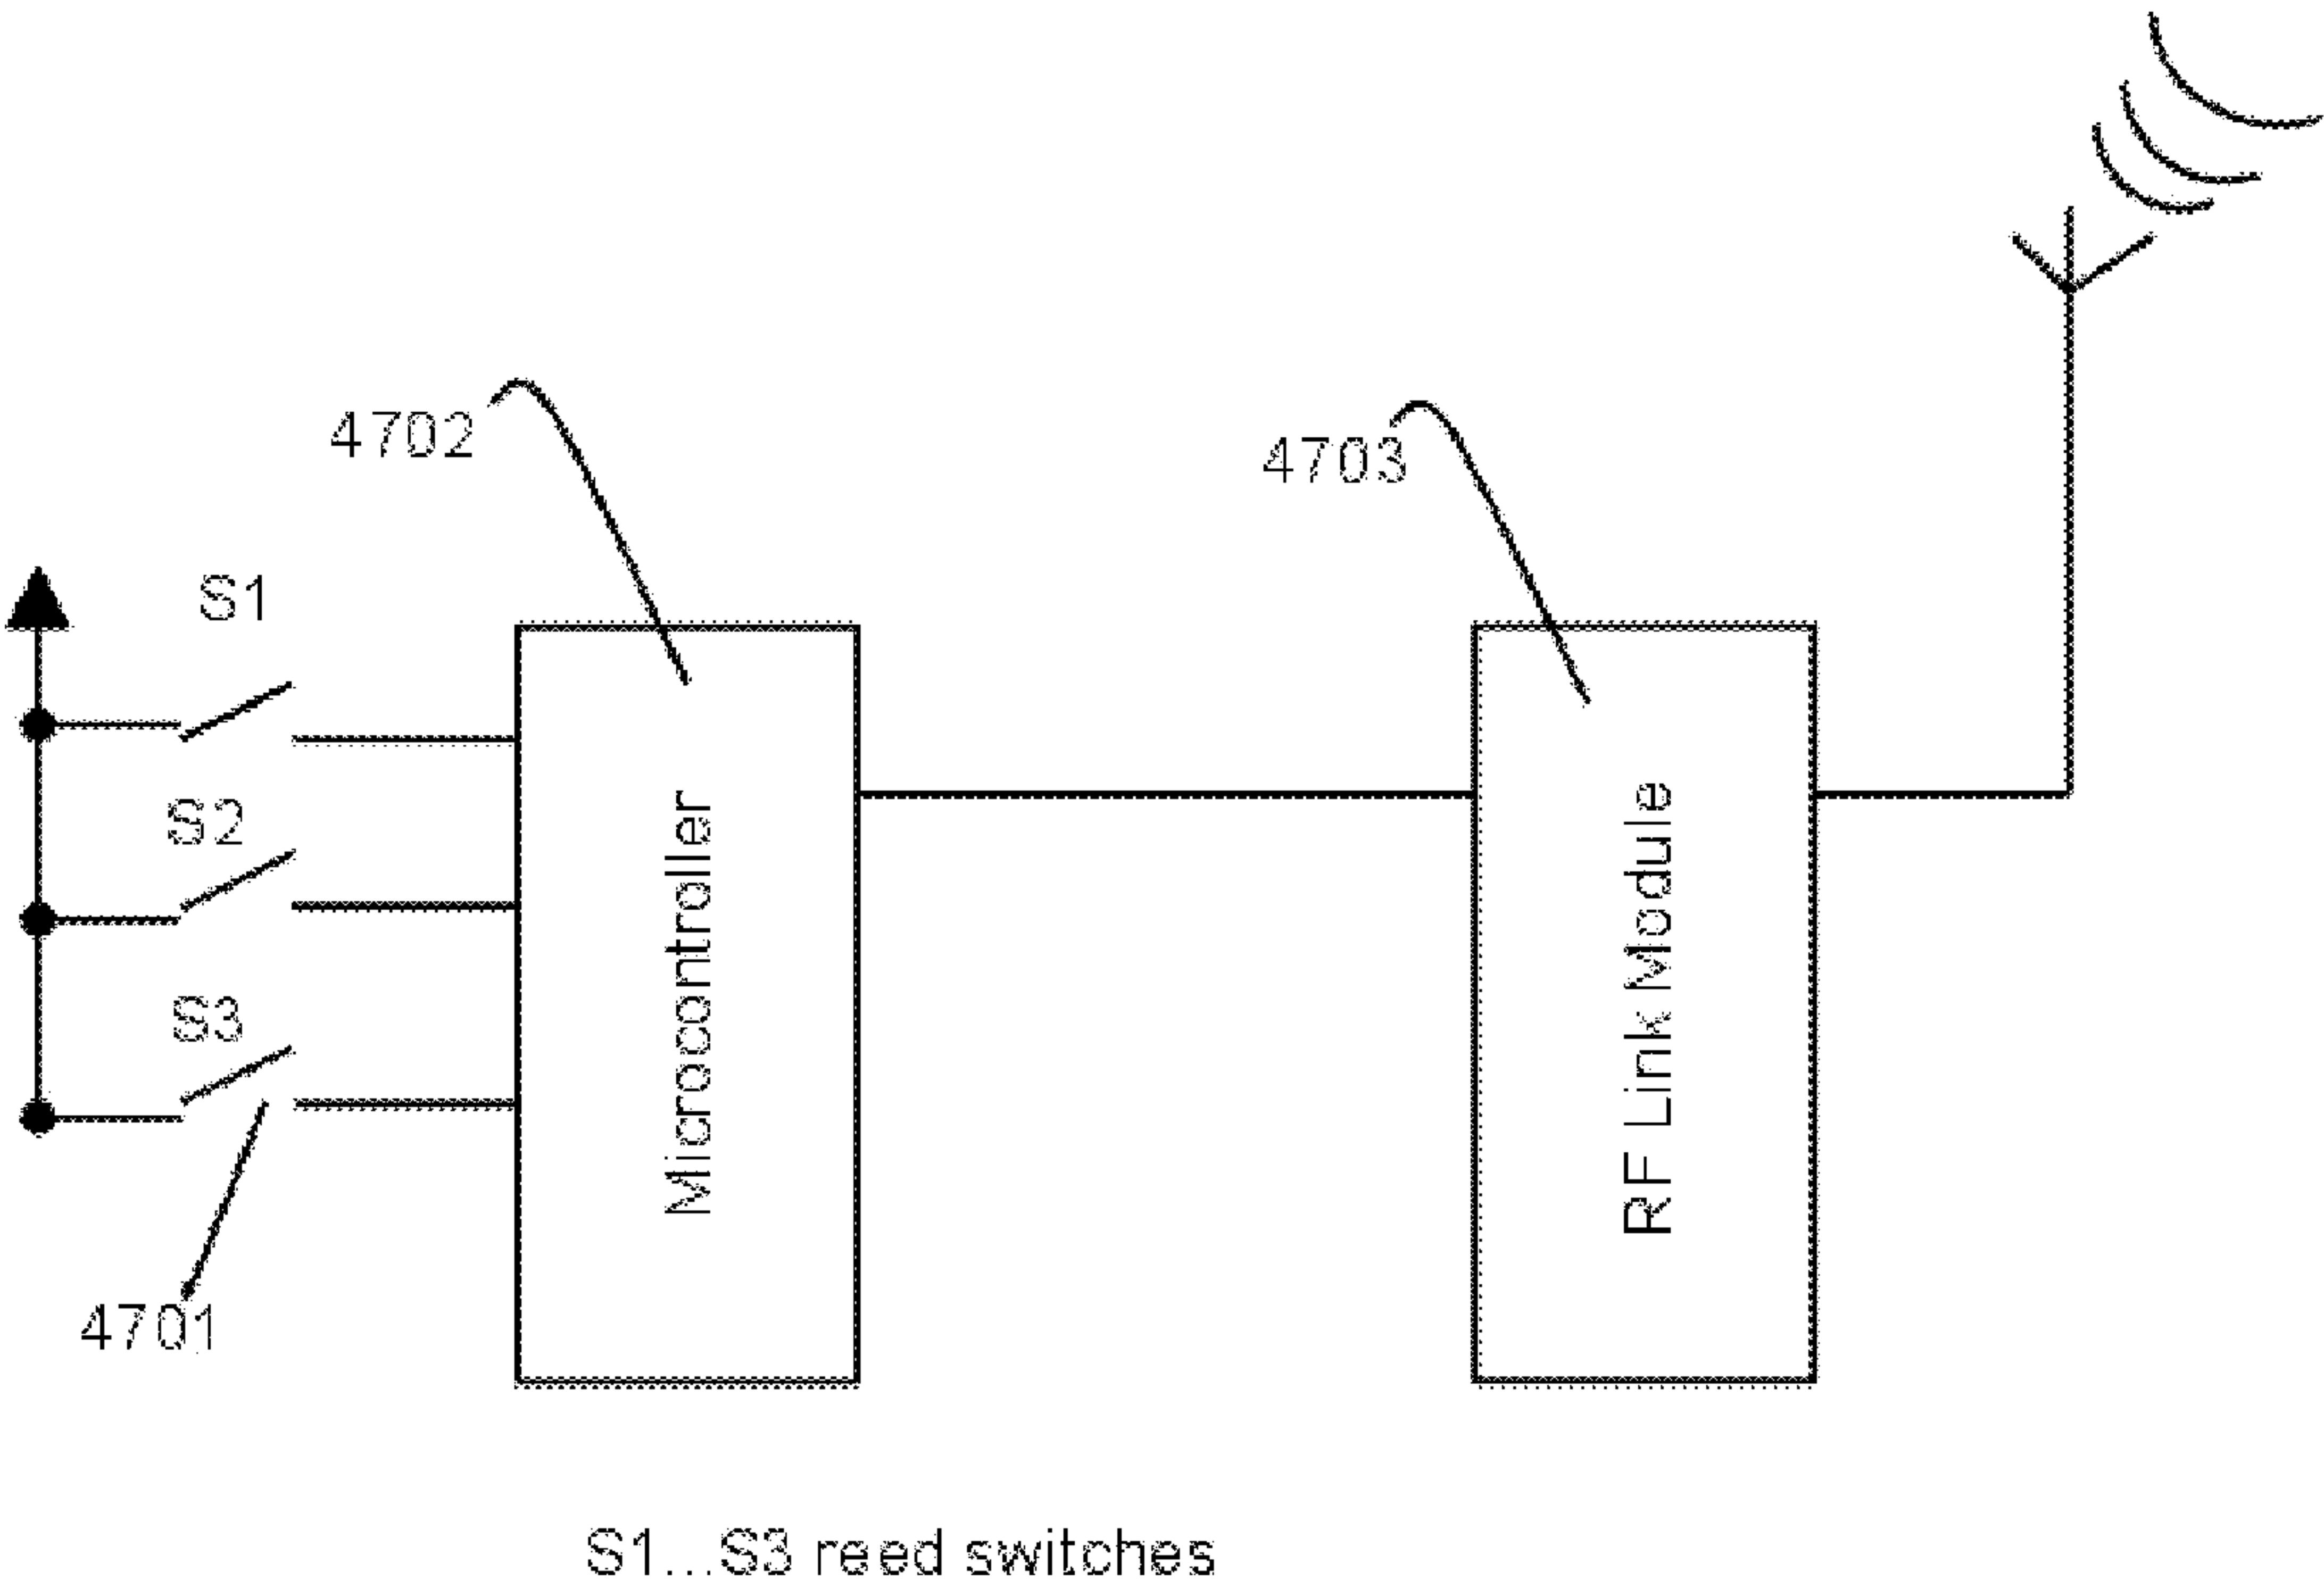 4702
4703
S1
S2
S3
4701
Microcontroller
RF Link Module
S1...S3 reed switches